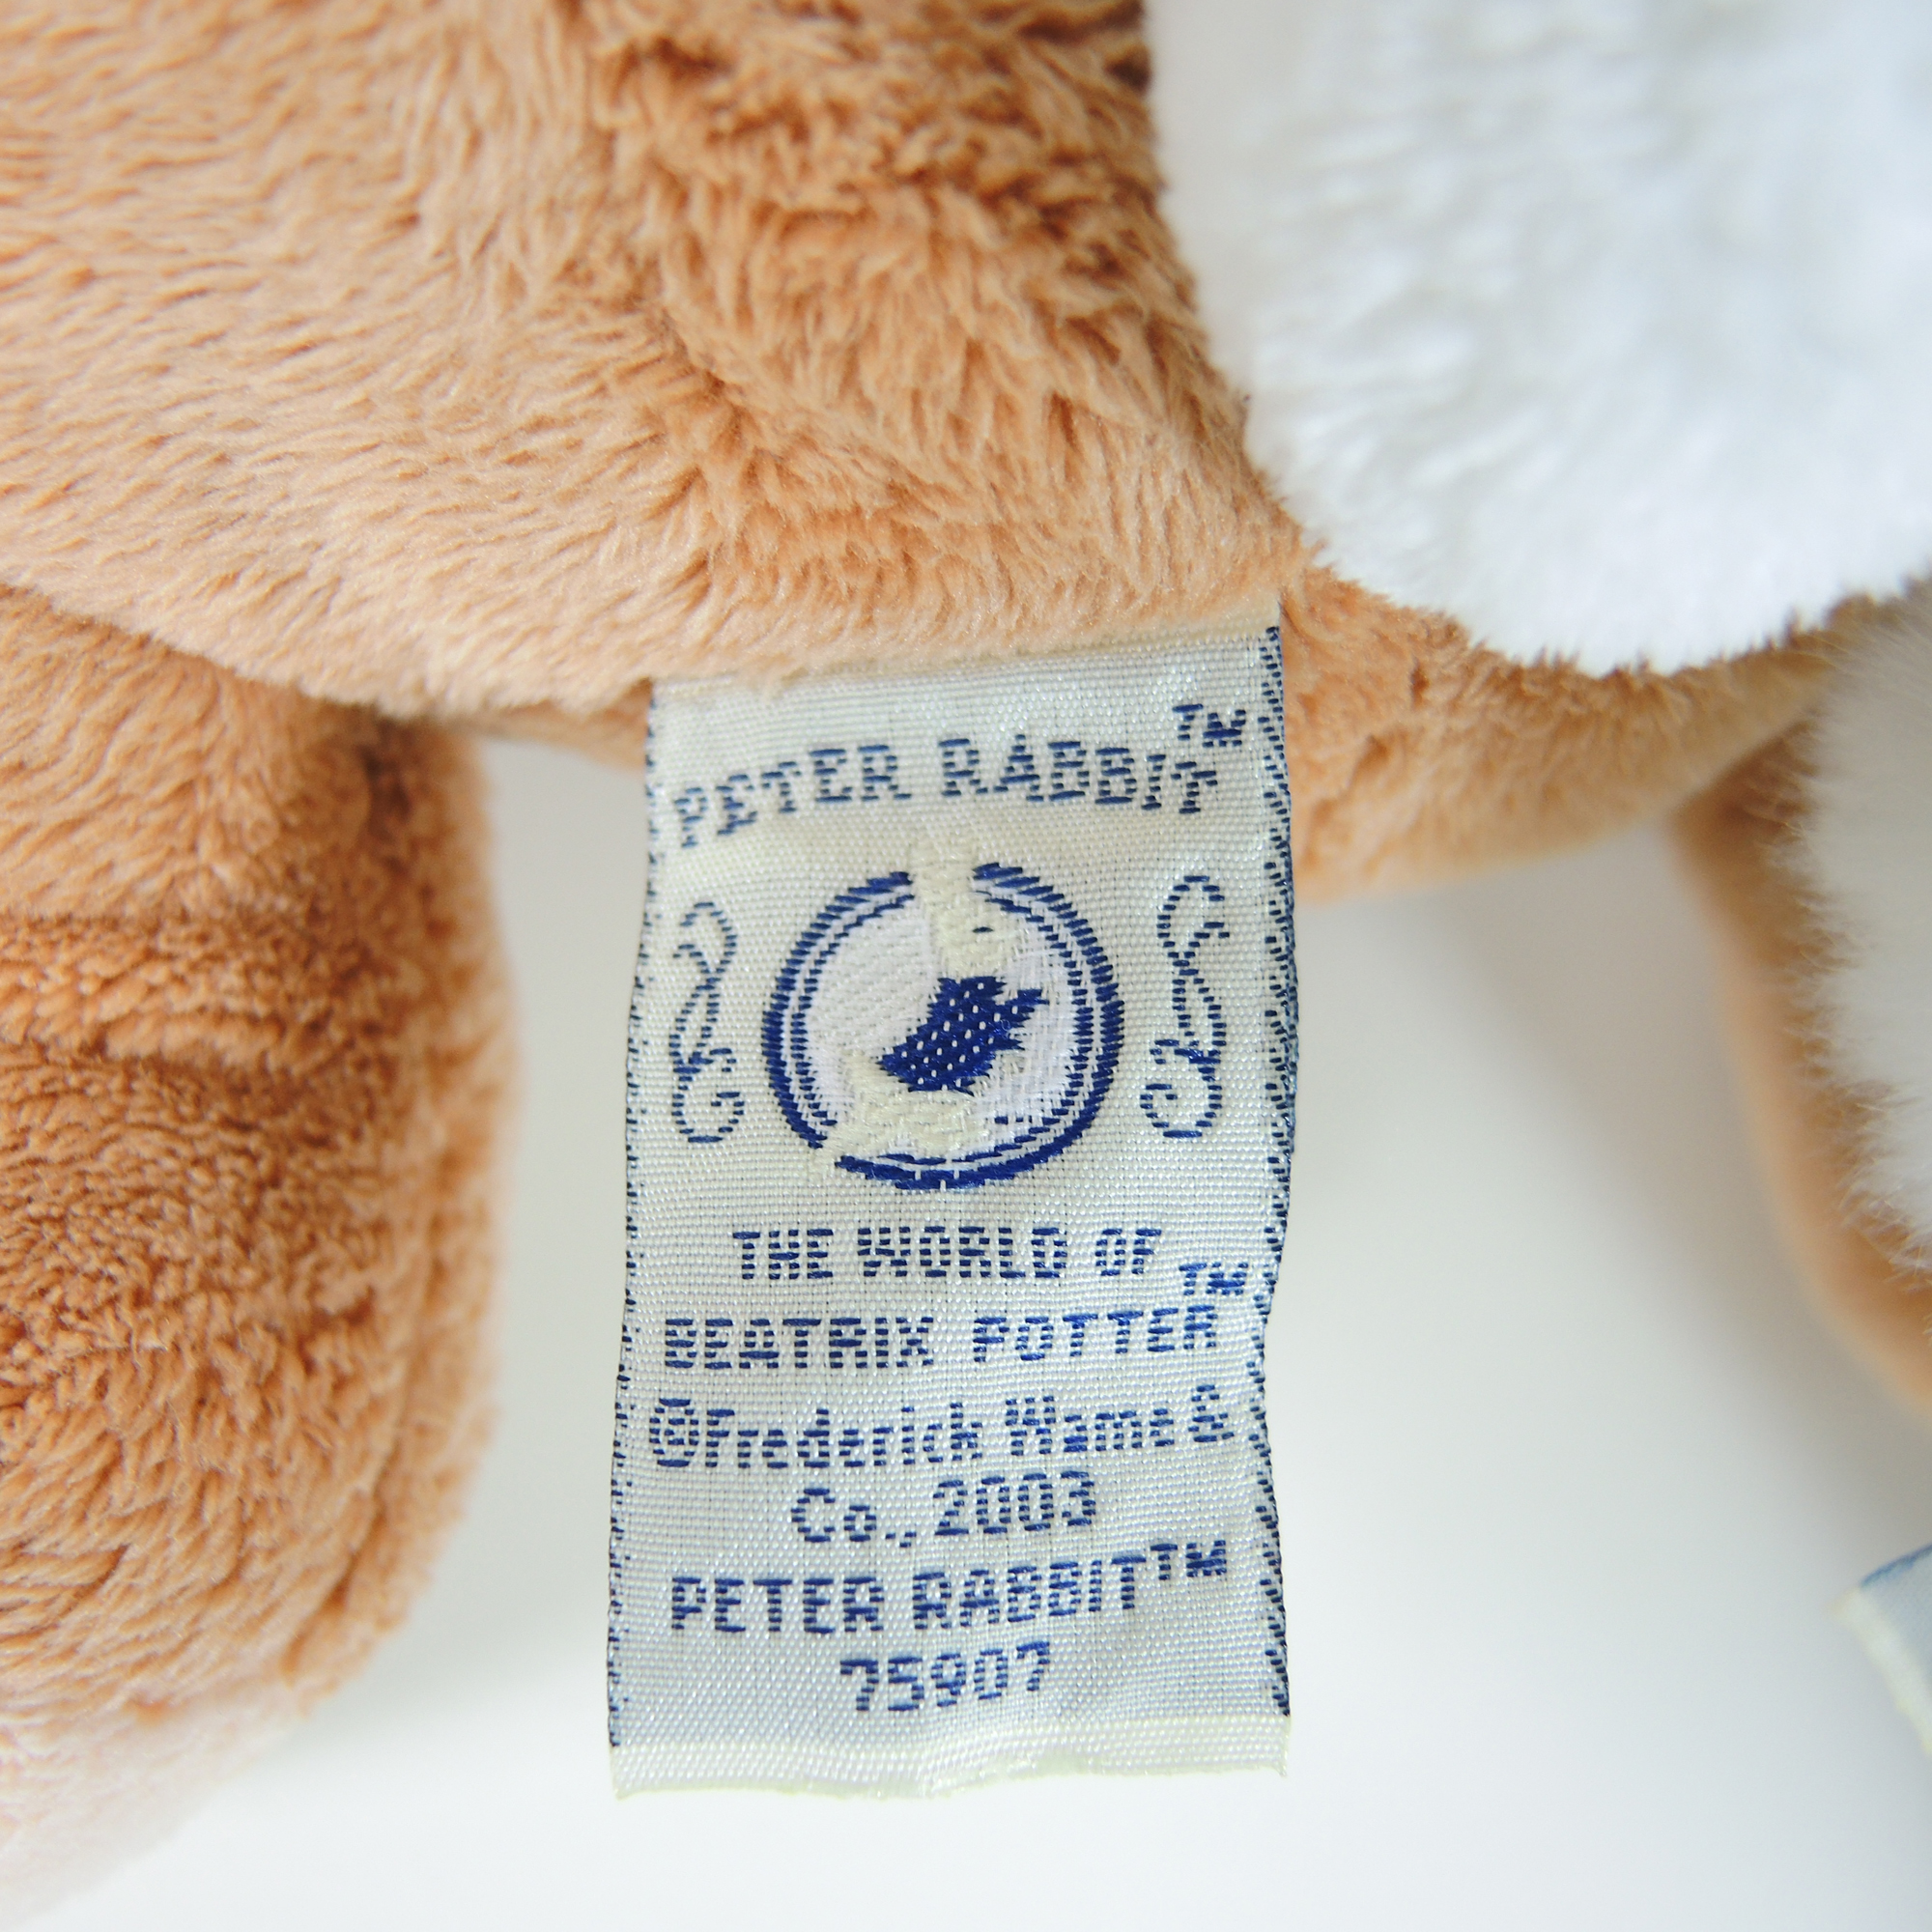 PETER RABBIT™
THE WORLD OF
BEATRIX POTTER™
©Frederick Warne &
Co., 2003
PETER RABBIT™
75907